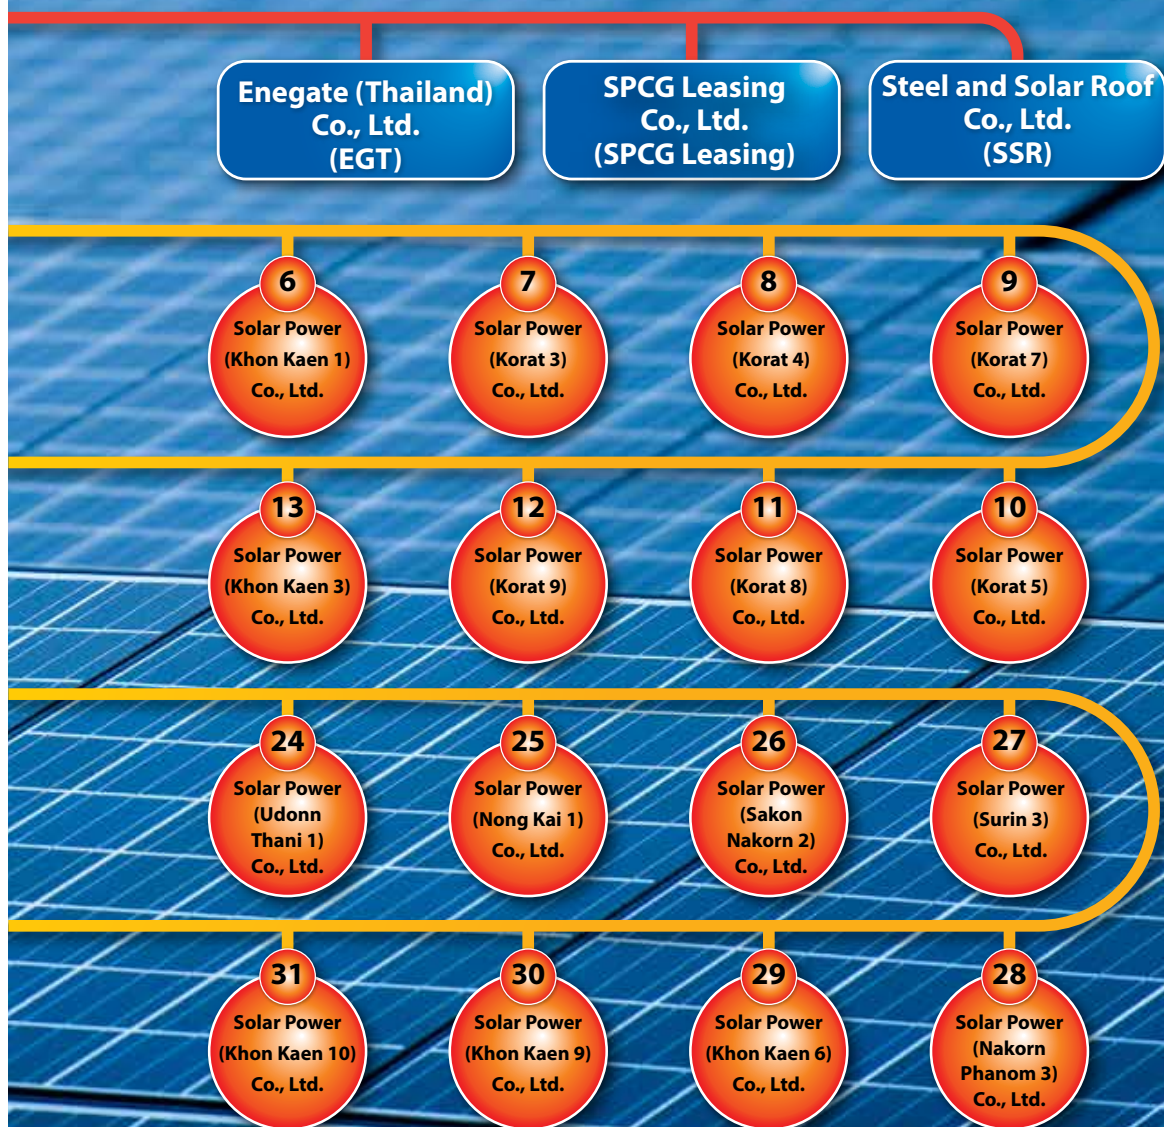 Enegate (Thailand)
Co., Ltd.
(EGT)
SPCG Leasing
Co., Ltd.
(SPCG Leasing)
Steel and Solar Roof
Co., Ltd.
(SSR)
6
Solar Power
(Khon Kaen 1)
Co., Ltd.
7
Solar Power
(Korat 3)
Co., Ltd.
8
Solar Power
(Korat 4)
Co., Ltd.
9
Solar Power
(Korat 7)
Co., Ltd.
13
Solar Power
(Khon Kaen 3)
Co., Ltd.
12
Solar Power
(Korat 9)
Co., Ltd.
11
Solar Power
(Korat 8)
Co., Ltd.
10
Solar Power
(Korat 5)
Co., Ltd.
24
Solar Power
(Udonn
Thani 1)
Co., Ltd.
25
Solar Power
(Nong Kai 1)
Co., Ltd.
26
Solar Power
(Sakon
Nakorn 2)
Co., Ltd.
27
Solar Power
(Surin 3)
Co., Ltd.
31
Solar Power
(Khon Kaen 10)
Co., Ltd.
30
Solar Power
(Khon Kaen 9)
Co., Ltd.
29
Solar Power
(Khon Kaen 6)
Co., Ltd.
28
Solar Power
(Nakorn
Phanom 3)
Co., Ltd.